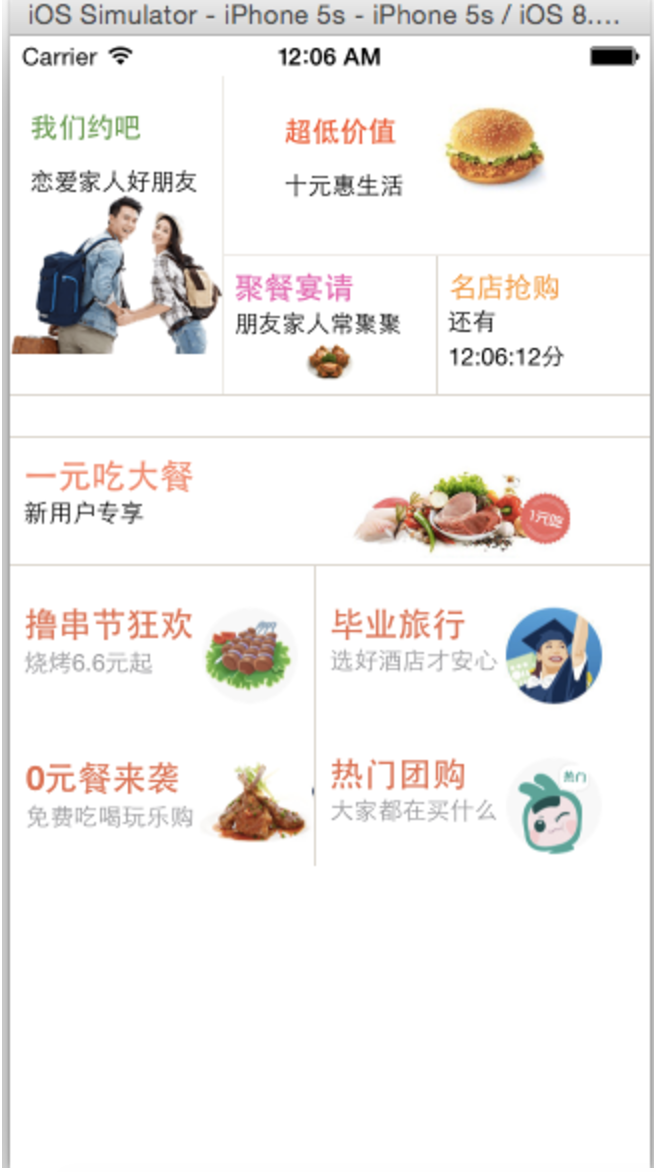 iOS Simulator - iPhone 5s - iPhone 5s / iOS 8....
Carrier 12:06 AM
我们约吧
恋爱家人好朋友
超低价值
十元惠生活
聚餐宴请
朋友家人常聚聚
名店抢购
还有
12:06:12分
一元吃大餐
新用户专享
1元吃
撸串节狂欢
烧烤6.6元起
毕业旅行
选好酒店才安心
0元餐来袭
免费吃喝玩乐购
热门团购
大家都在买什么
热门